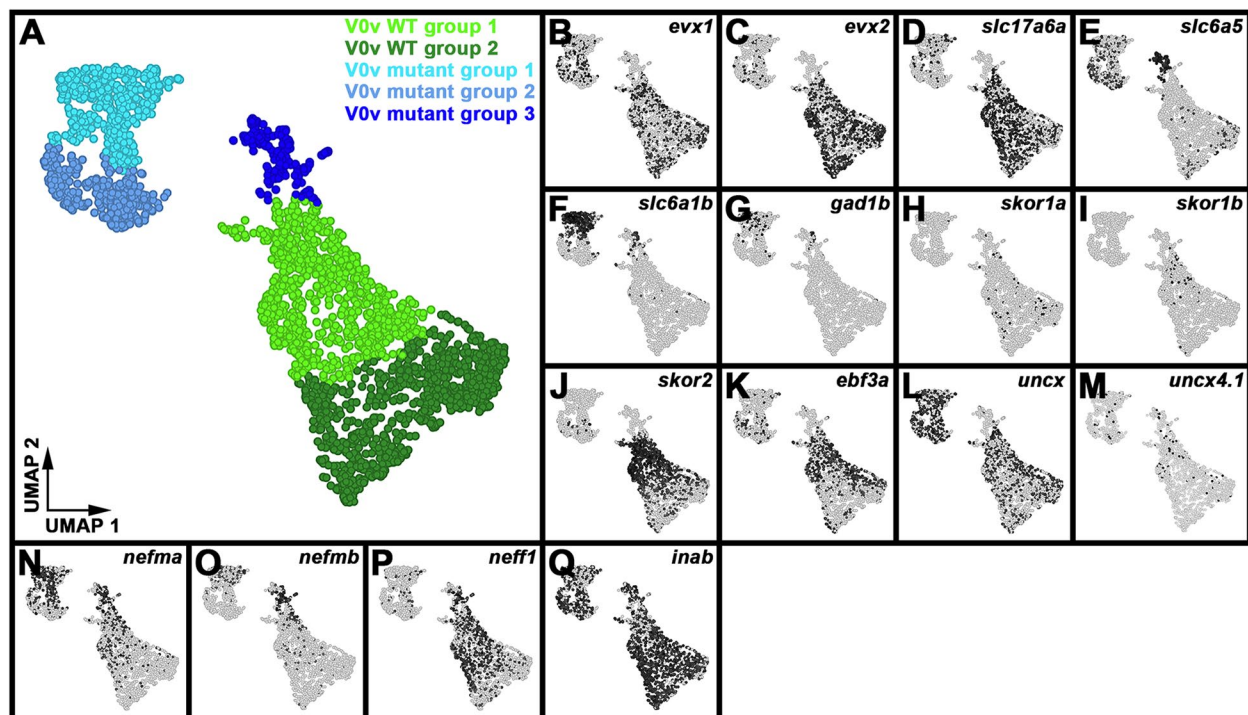 A
V0v WT group 1
V0v WT group 2
V0v mutant group 1
V0v mutant group 2
V0v mutant group 3
UMAP 2
UMAP 1
B evx1
C evx2
D slc17a6a
E slc6a5
F slc6a1b
G gad1b
H skor1a
I skor1b
J skor2
K ebf3a
L uncx
M uncx4.1
N nefma
O nefmb
P neff1
Q inab